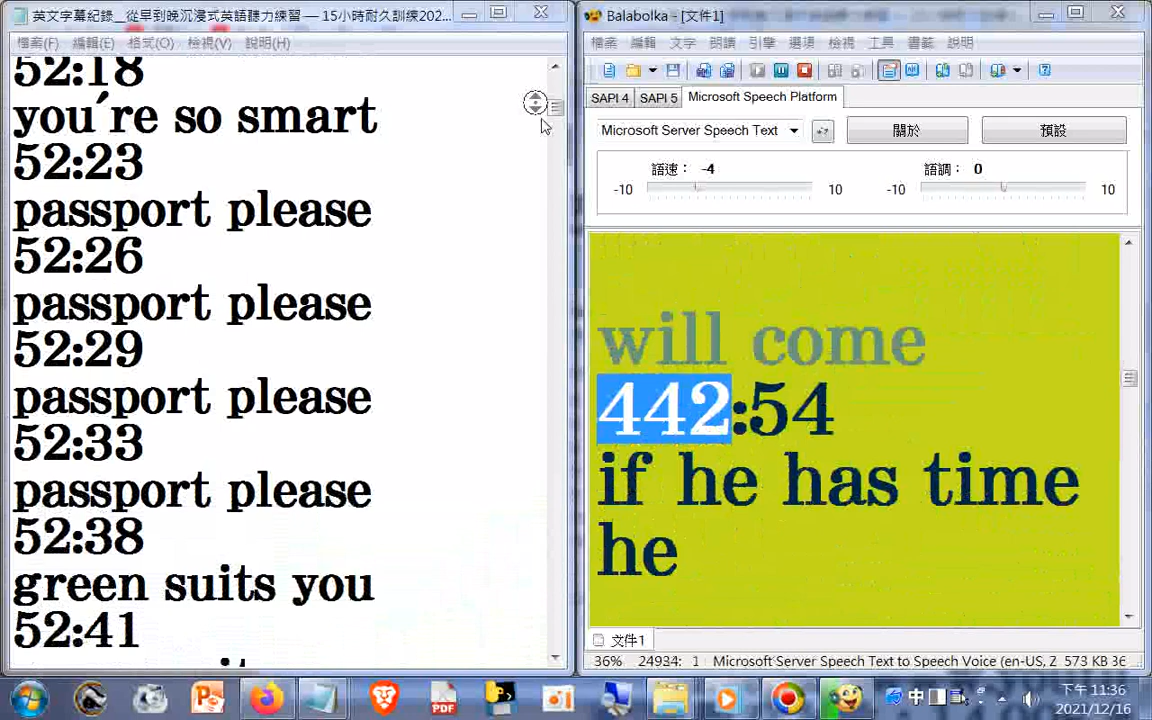 英文字幕紀錄__從早到晚沉浸式英語聽力練習 — 15小時耐久訓練202...
檔案(F) 編輯(E) 格式(O) 檢視(V) 說明(H)
52:18
you´re so smart
52:23
passport please
52:26
passport please
52:29
passport please
52:33
passport please
52:38
green suits you
52:41
Balabolka - [文件1]
檔案 編輯 文字 朗讀 引擎 選項 檢視 工具 書籤 說明
SAPI 4 SAPI 5 Microsoft Speech Platform
Microsoft Server Speech Text 關於 預設
語速： -4 語調： 0
-10 10 -10 10
will come
442:54
if he has time
he
文件1
36% 24934: 1 Microsoft Server Speech Text to Speech Voice (en-US, 2 573 KB 36
中 下午 11:36
2021/12/16